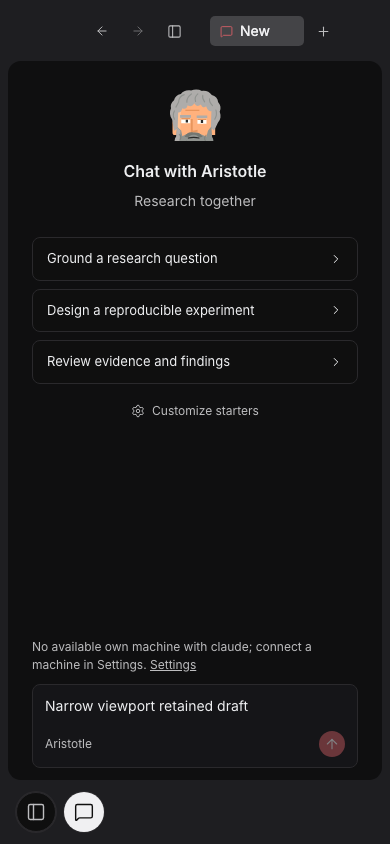 New
Chat with Aristotle
Research together
Ground a research question
Design a reproducible experiment
Review evidence and findings
Customize starters
No available own machine with claude; connect a
machine in Settings. Settings
Narrow viewport retained draft
Aristotle